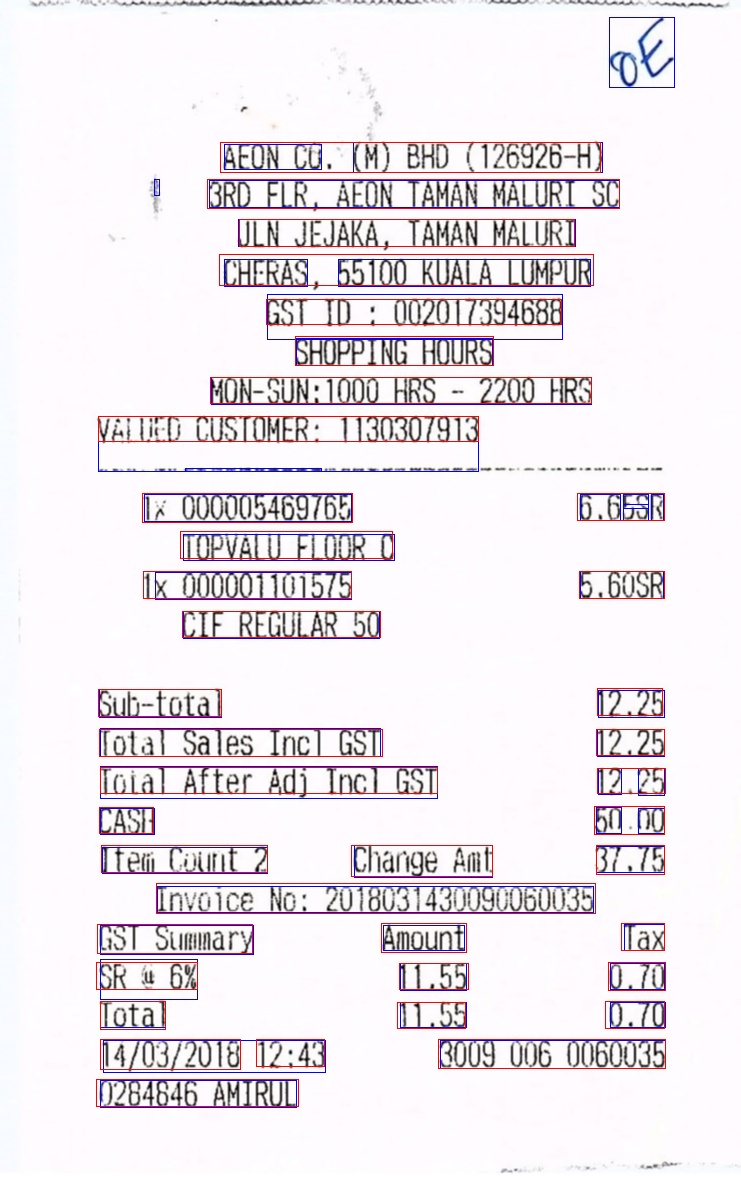 OE
AEON CO. (M) BHD (126926-H)
3RD FLR, AEON TAMAN MALURI SC
JLN JEJAKA, TAMAN MALURI
CHERAS, 55100 KUALA LUMPUR
GST ID : 002017394688
SHOPPING HOURS
MON-SUN:1000 HRS - 2200 HRS
VALUED CUSTOMER: 1130307913
1x 000005469765 6.65SR
TOPVALU FLOOR C
1x 000001101575 5.60SR
CIF REGULAR 50
Sub-total 12.25
Total Sales Incl GST 12.25
Total After Adj Incl GST 12.25
CASH 50.00
Item Count 2 Change Amt 37.75
Invoice No: 2018031430090060035
GST Summary Amount Tax
SR @ 6% 11.55 0.70
Total 11.55 0.70
14/03/2018 12:43 3009 006 0060035
0284846 AMIRUL